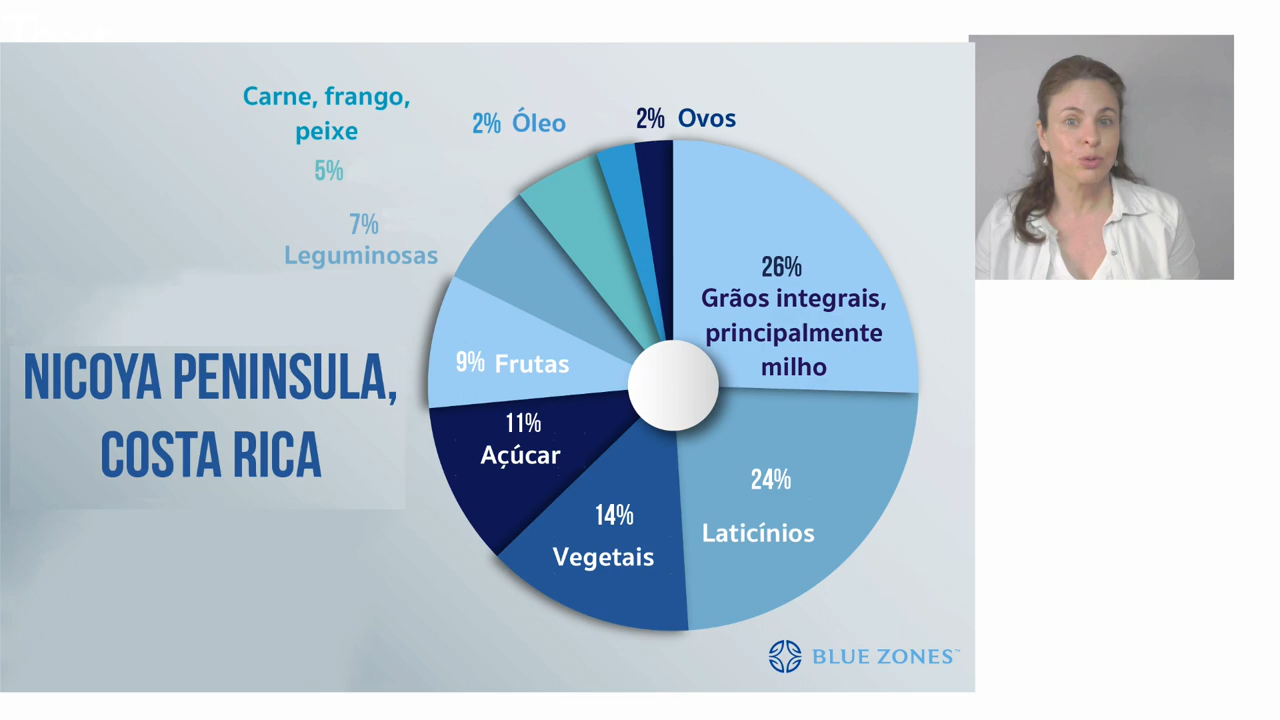 Carne, frango,
peixe
5%
2% Óleo
2% Ovos
7%
Leguminosas
26%
Grãos integrais,
principalmente
milho
9% Frutas
NICOYA PENINSULA,
COSTA RICA
11%
Açúcar
24%
Laticínios
14%
Vegetais
BLUE ZONES™